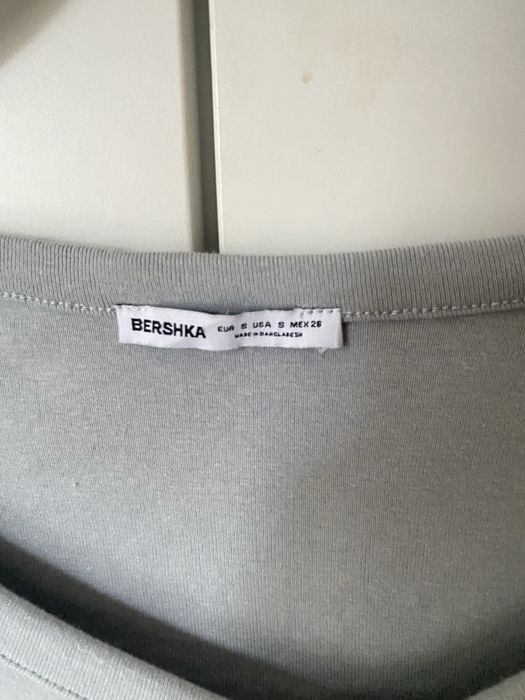 BERSHKA EUR S USA S MEX 26
MADE IN BANGLADESH